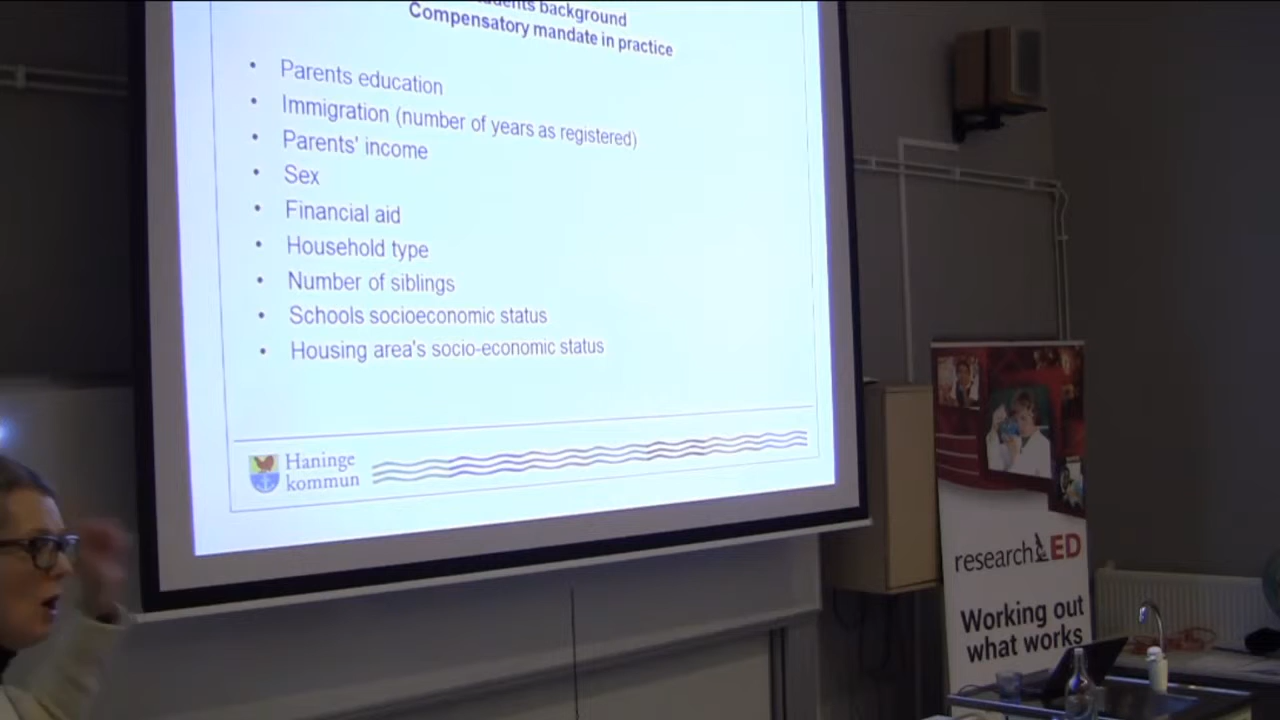 background
Compensatory mandate in practice
• Parents education
• Immigration (number of years as registered)
• Parents' income
• Sex
• Financial aid
• Household type
• Number of siblings
• Schools socioeconomic status
• Housing area's socio-economic status
Haninge
kommun
researchED
Working out
what works